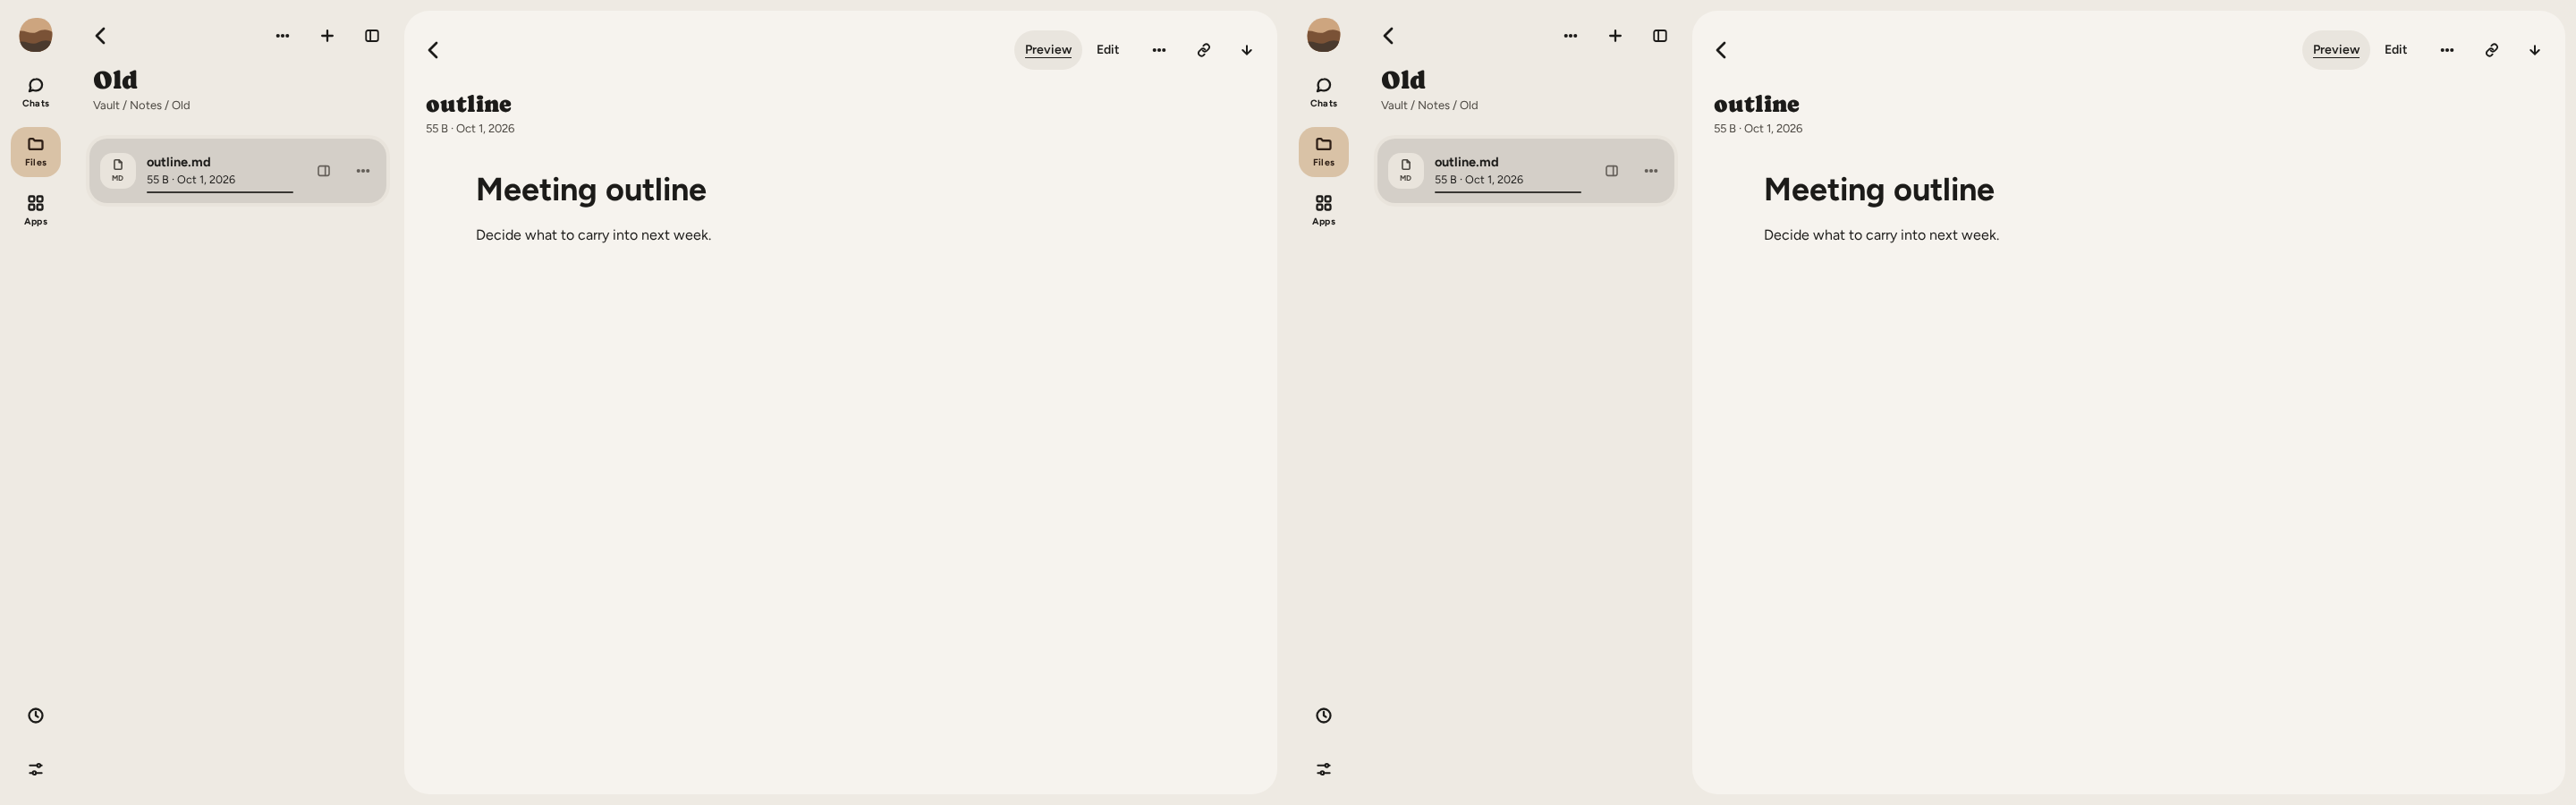 Chats
Files
Apps
Old
Vault / Notes / Old
MD
outline.md
55 B · Oct 1, 2026
Preview
Edit
outline
55 B · Oct 1, 2026
Meeting outline
Decide what to carry into next week.
Chats
Files
Apps
Old
Vault / Notes / Old
MD
outline.md
55 B · Oct 1, 2026
Preview
Edit
outline
55 B · Oct 1, 2026
Meeting outline
Decide what to carry into next week.